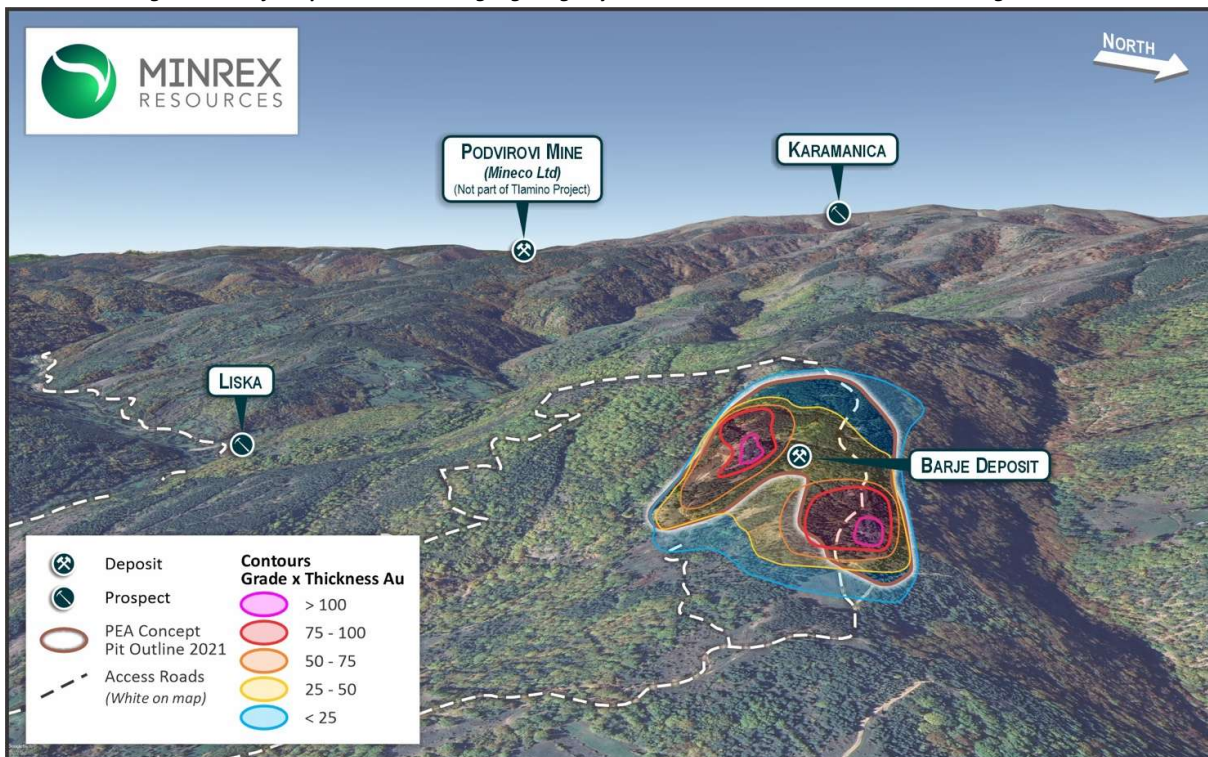 MINREX
RESOURCES
NORTH
PODVIROVI MINE
(Mineco Ltd)
(Not part of Tlamino Project)
KARAMANICA
LISKA
BARJE DEPOSIT
Deposit
Prospect
PEA Concept
Pit Outline 2021
Access Roads
(White on map)
Contours
Grade x Thickness Au
> 100
75 - 100
50 - 75
25 - 50
< 25